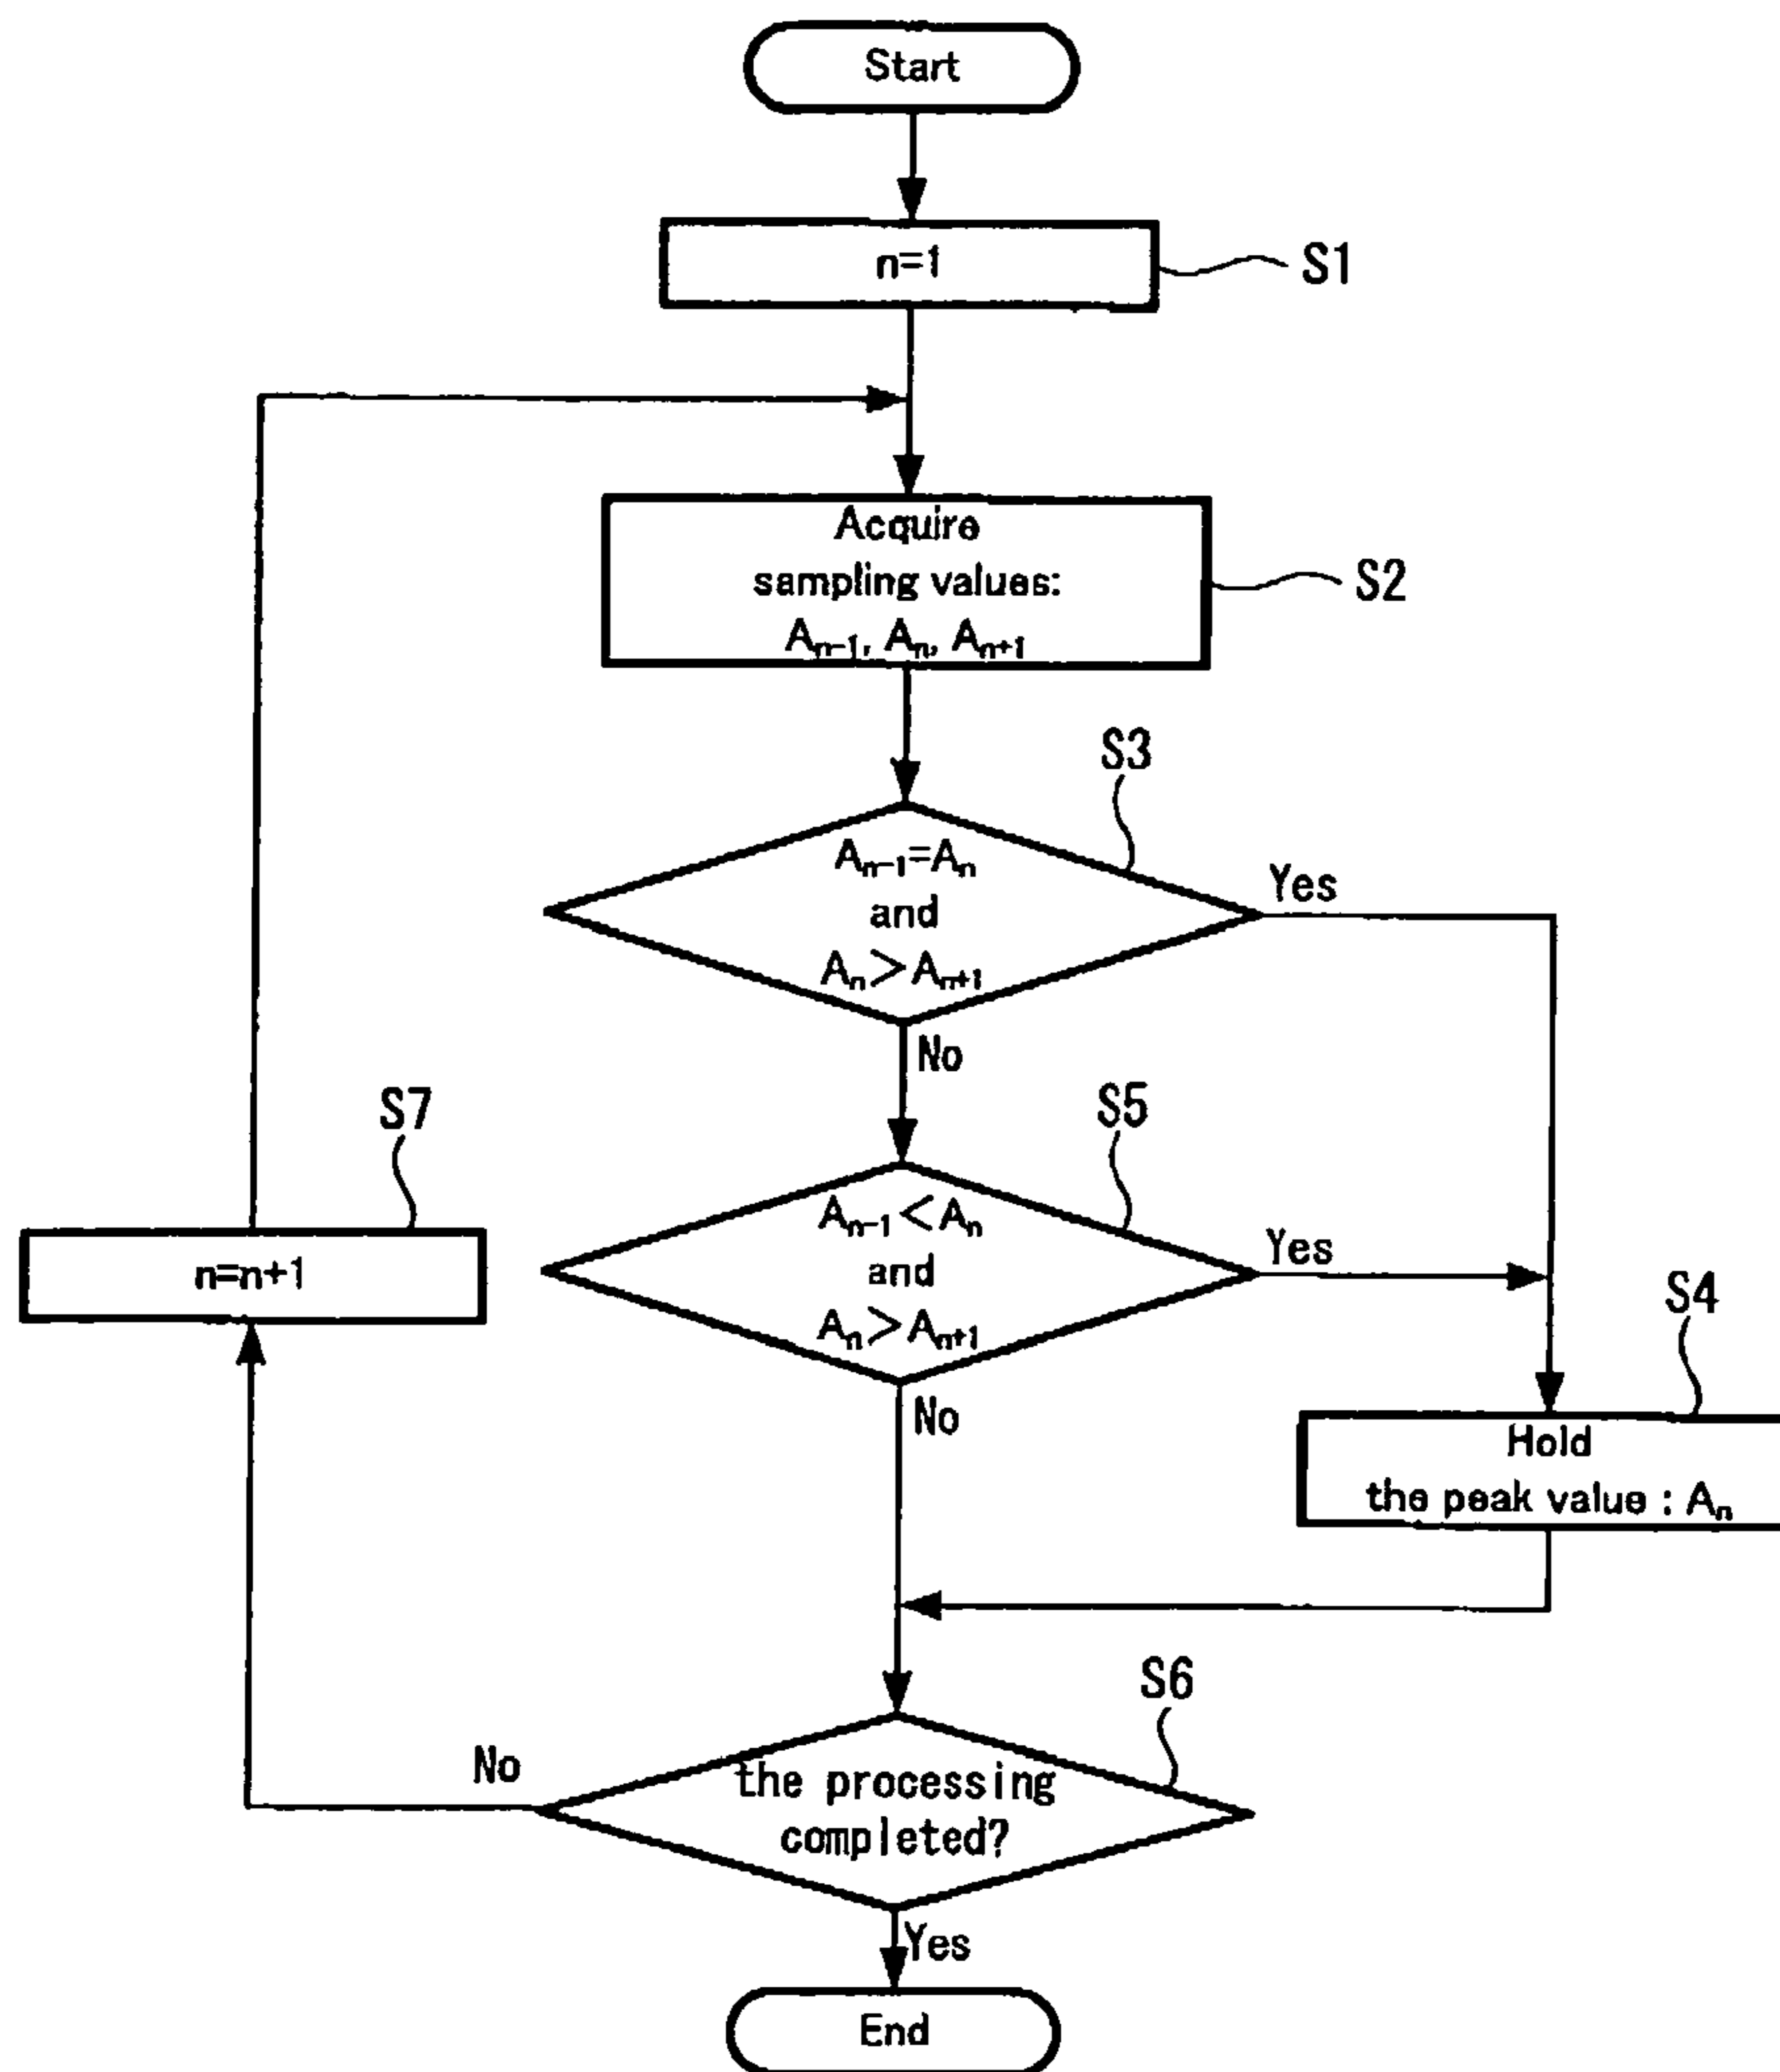 Start
n=1
S1
Acquire
sampling values:
Aₙ₋₁, Aₙ, Aₙ₊₁
S2
S3
Aₙ₋₁=Aₙ
and
Aₙ>Aₙ₊₁
Yes
No
S7
n=n+1
S5
Aₙ₋₁<Aₙ
and
Aₙ>Aₙ₊₁
Yes
No
S4
Hold
the peak value : Aₙ
S6
the processing
completed?
No
Yes
End